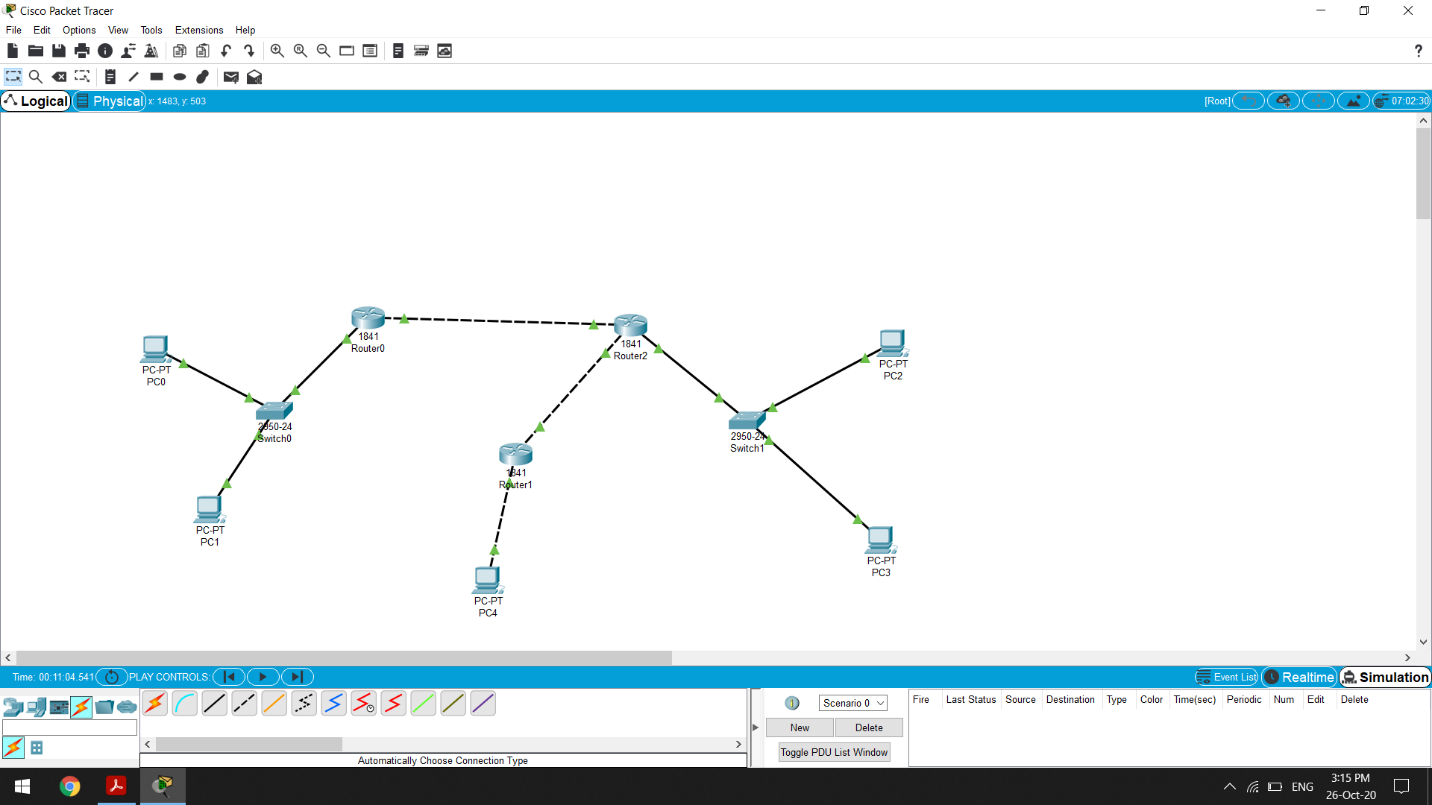 Cisco Packet Tracer
File Edit Options View Tools Extensions Help
?
Logical Physical x: 1483, y: 503 [Root] 07:02:30
1841
Router0
1841
Router2
PC-PT
PC0
PC-PT
PC2
2950-24
Switch0
2950-24
Switch1
1841
Router1
PC-PT
PC1
PC-PT
PC3
PC-PT
PC4
Time: 00:11:04.541 PLAY CONTROLS: Event List Realtime Simulation
Scenario 0
Fire Last Status Source Destination Type Color Time(sec) Periodic Num Edit Delete
New Delete
Toggle PDU List Window
Automatically Choose Connection Type
ENG
3:15 PM
26-Oct-20